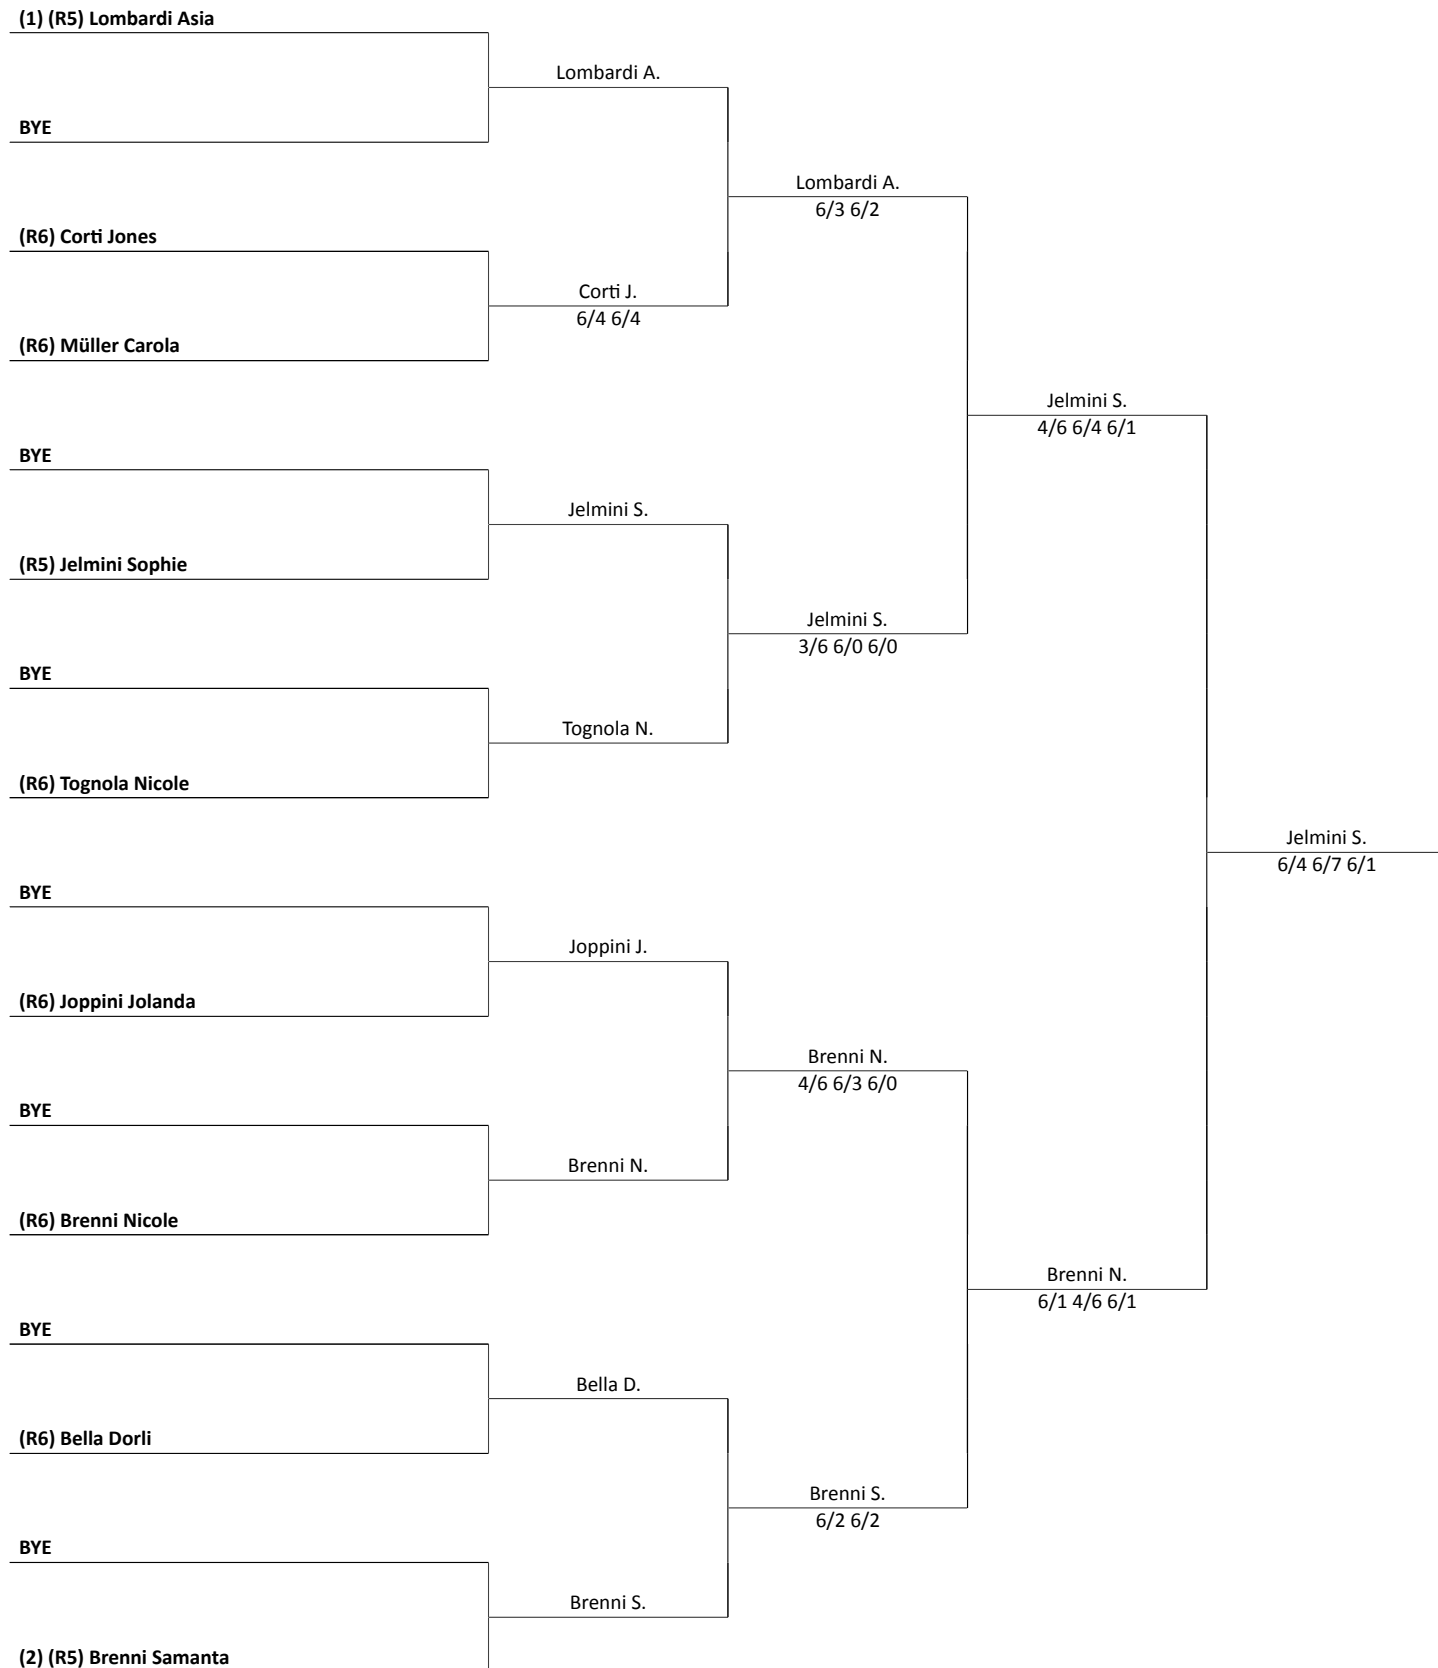 (1) (R5) Lombardi Asia
Lombardi A.
BYE
Lombardi A.
6/3 6/2
(R6) Corti Jones
Corti J.
6/4 6/4
(R6) Müller Carola
Jelmini S.
4/6 6/4 6/1
BYE
Jelmini S.
(R5) Jelmini Sophie
Jelmini S.
3/6 6/0 6/0
BYE
Tognola N.
(R6) Tognola Nicole
Jelmini S.
6/4 6/7 6/1
BYE
Joppini J.
(R6) Joppini Jolanda
Brenni N.
4/6 6/3 6/0
BYE
Brenni N.
(R6) Brenni Nicole
Brenni N.
6/1 4/6 6/1
BYE
Bella D.
(R6) Bella Dorli
Brenni S.
6/2 6/2
BYE
Brenni S.
(2) (R5) Brenni Samanta